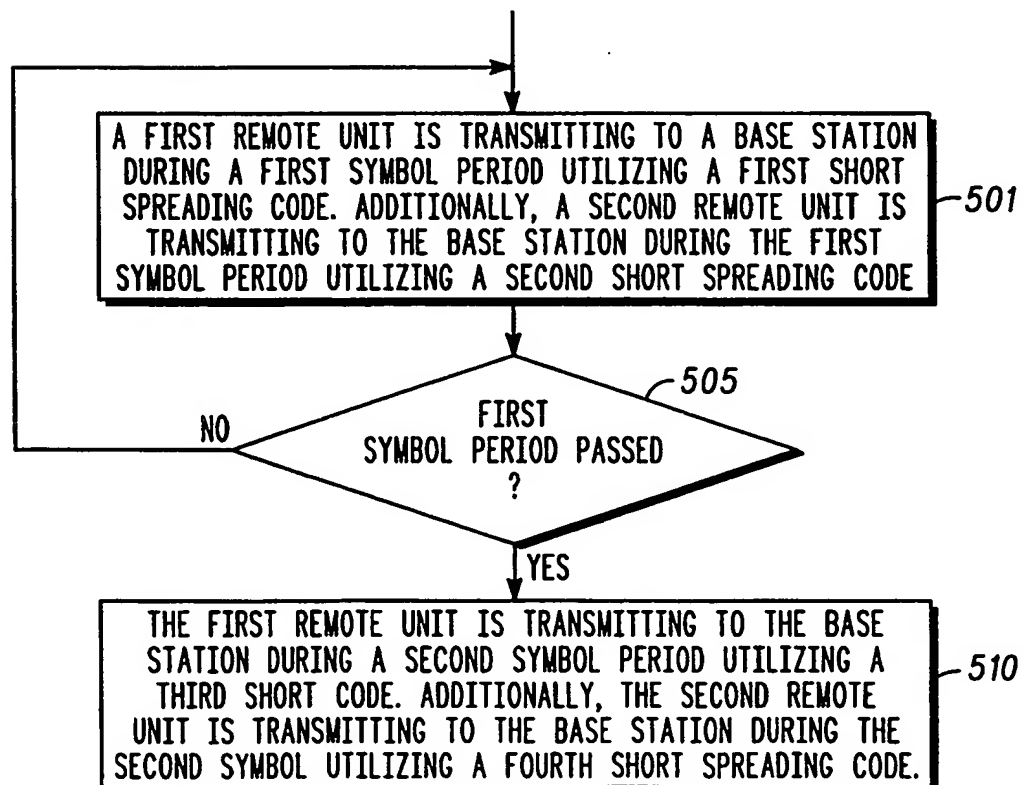 A FIRST REMOTE UNIT IS TRANSMITTING TO A BASE STATION
DURING A FIRST SYMBOL PERIOD UTILIZING A FIRST SHORT
SPREADING CODE. ADDITIONALLY, A SECOND REMOTE UNIT IS
TRANSMITTING TO THE BASE STATION DURING THE FIRST
SYMBOL PERIOD UTILIZING A SECOND SHORT SPREADING CODE
501
505
FIRST
SYMBOL PERIOD PASSED
?
NO
YES
THE FIRST REMOTE UNIT IS TRANSMITTING TO THE BASE
STATION DURING A SECOND SYMBOL PERIOD UTILIZING A
THIRD SHORT CODE. ADDITIONALLY, THE SECOND REMOTE
UNIT IS TRANSMITTING TO THE BASE STATION DURING THE
SECOND SYMBOL UTILIZING A FOURTH SHORT SPREADING CODE.
510